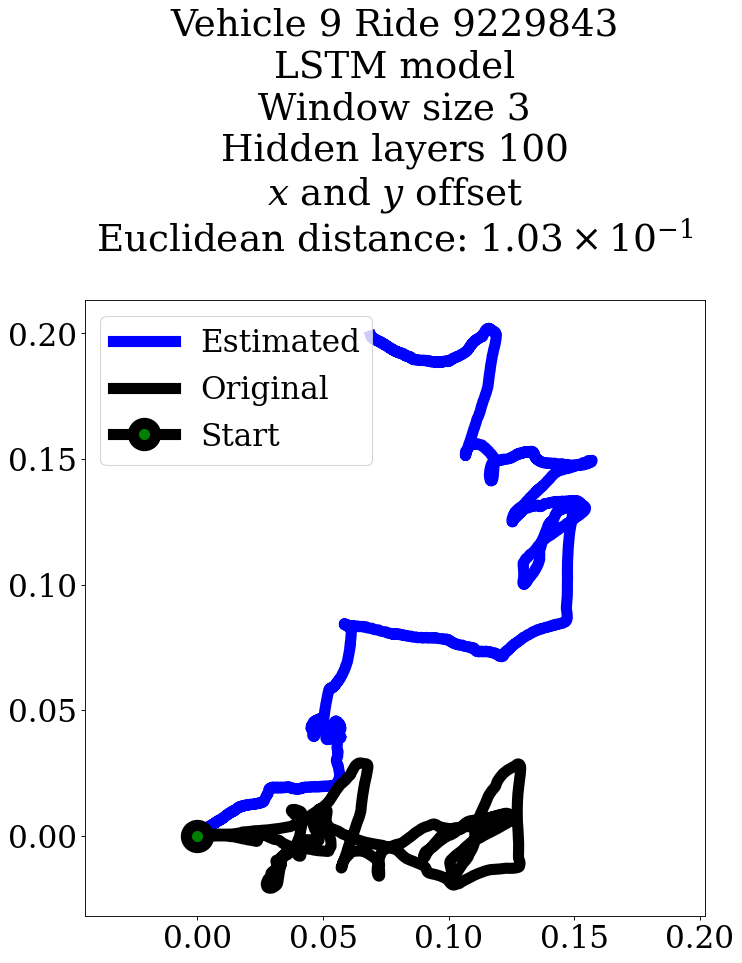 Vehicle 9 Ride 9229843
LSTM model
Window size 3
Hidden layers 100
x and y offset
Euclidean distance: 1.03 × 10⁻¹
Estimated
Original
Start
0.20
0.15
0.10
0.05
0.00
0.00 0.05 0.10 0.15 0.20